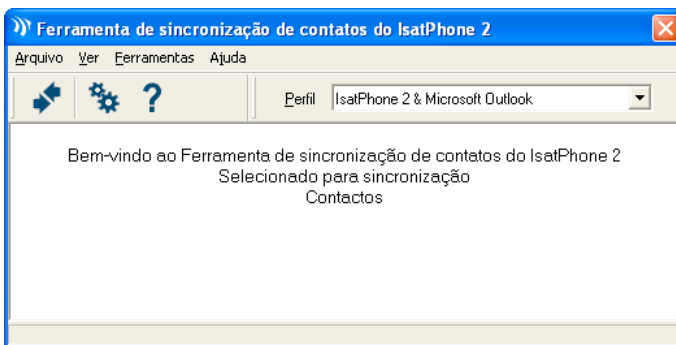 Ferramenta de sincronização de contatos do IsatPhone 2
Arquivo Ver Ferramentas Ajuda
? Perfil IsatPhone 2 & Microsoft Outlook
Bem-vindo ao Ferramenta de sincronização de contatos do IsatPhone 2
Selecionado para sincronização
Contactos